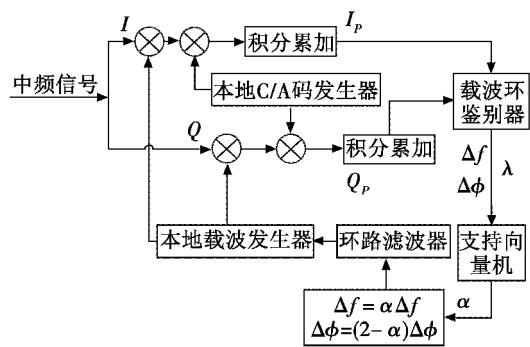 I
积分累加
I_P
中频信号
本地C/A码发生器
载波环
鉴别器
Q
积分累加
Q_P
Δf
Δϕ
λ
本地载波发生器
环路滤波器
支持向
量机
α
Δf=αΔf
Δϕ=(2-α)Δϕ